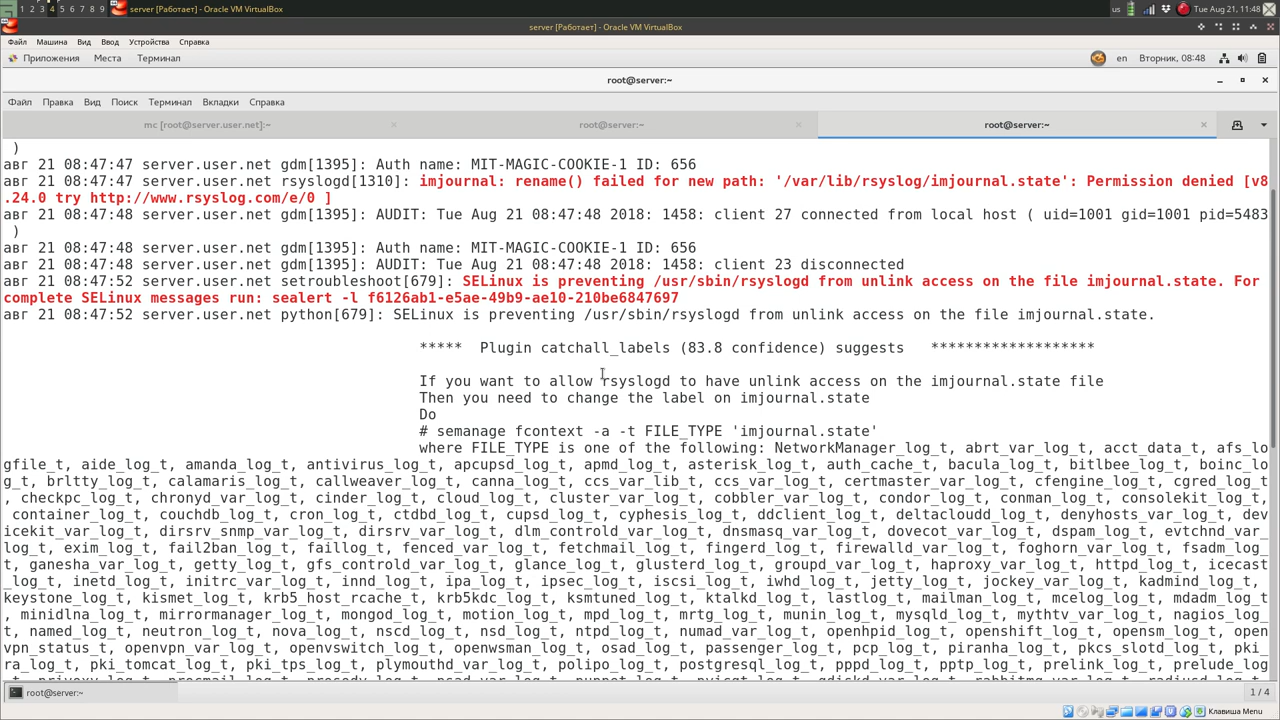 1 2 3 4 5 6 7 8 9 server [Работает] - Oracle VM VirtualBox us Tue Aug 21, 11:48
server [Работает] - Oracle VM VirtualBox
Файл Машина Вид Ввод Устройства Справка
Приложения Места Терминал en Вторник, 08:48
root@server:~
Файл Правка Вид Поиск Терминал Вкладки Справка
mc [root@server.user.net]:~ root@server:~ root@server:~
)
авг 21 08:47:47 server.user.net gdm[1395]: Auth name: MIT-MAGIC-COOKIE-1 ID: 656
авг 21 08:47:47 server.user.net rsyslogd[1310]: imjournal: rename() failed for new path: '/var/lib/rsyslog/imjournal.state': Permission denied [v8
.24.0 try http://www.rsyslog.com/e/0 ]
авг 21 08:47:48 server.user.net gdm[1395]: AUDIT: Tue Aug 21 08:47:48 2018: 1458: client 27 connected from local host ( uid=1001 gid=1001 pid=5483
)
авг 21 08:47:48 server.user.net gdm[1395]: Auth name: MIT-MAGIC-COOKIE-1 ID: 656
авг 21 08:47:48 server.user.net gdm[1395]: AUDIT: Tue Aug 21 08:47:48 2018: 1458: client 23 disconnected
авг 21 08:47:52 server.user.net setroubleshoot[679]: SELinux is preventing /usr/sbin/rsyslogd from unlink access on the file imjournal.state. For
complete SELinux messages run: sealert -l f6126ab1-e5ae-49b9-ae10-210be6847697
авг 21 08:47:52 server.user.net python[679]: SELinux is preventing /usr/sbin/rsyslogd from unlink access on the file imjournal.state.
***** Plugin catchall_labels (83.8 confidence) suggests *******************
If you want to allow rsyslogd to have unlink access on the imjournal.state file
Then you need to change the label on imjournal.state
Do
# semanage fcontext -a -t FILE_TYPE 'imjournal.state'
where FILE_TYPE is one of the following: NetworkManager_log_t, abrt_var_log_t, acct_data_t, afs_lo
gfile_t, aide_log_t, amanda_log_t, antivirus_log_t, apcupsd_log_t, apmd_log_t, asterisk_log_t, auth_cache_t, bacula_log_t, bitlbee_log_t, boinc_lo
g_t, brltty_log_t, calamaris_log_t, callweaver_log_t, canna_log_t, ccs_var_lib_t, ccs_var_log_t, certmaster_var_log_t, cfengine_log_t, cgred_log_t
, checkpc_log_t, chronyd_var_log_t, cinder_log_t, cloud_log_t, cluster_var_log_t, cobbler_var_log_t, condor_log_t, conman_log_t, consolekit_log_t,
container_log_t, couchdb_log_t, cron_log_t, ctdbd_log_t, cupsd_log_t, cyphesis_log_t, ddclient_log_t, deltacloudd_log_t, denyhosts_var_log_t, dev
icekit_var_log_t, dirsrv_snmp_var_log_t, dirsrv_var_log_t, dlm_controld_var_log_t, dnsmasq_var_log_t, dovecot_var_log_t, dspam_log_t, evtchnd_var_
log_t, exim_log_t, fail2ban_log_t, faillog_t, fenced_var_log_t, fetchmail_log_t, fingerd_log_t, firewalld_var_log_t, foghorn_var_log_t, fsadm_log_
t, ganesha_var_log_t, getty_log_t, gfs_controld_var_log_t, glance_log_t, glusterd_log_t, groupd_var_log_t, haproxy_var_log_t, httpd_log_t, icecast
_log_t, inetd_log_t, initrc_var_log_t, innd_log_t, ipa_log_t, ipsec_log_t, iscsi_log_t, iwhd_log_t, jetty_log_t, jockey_var_log_t, kadmind_log_t,
keystone_log_t, kismet_log_t, krb5_host_rcache_t, krb5kdc_log_t, ksmtuned_log_t, ktalkd_log_t, lastlog_t, mailman_log_t, mcelog_log_t, mdadm_log_t
, minidlna_log_t, mirrormanager_log_t, mongod_log_t, motion_log_t, mpd_log_t, mrtg_log_t, munin_log_t, mysqld_log_t, mythtv_var_log_t, nagios_log_
t, named_log_t, neutron_log_t, nova_log_t, nscd_log_t, nsd_log_t, ntpd_log_t, numad_var_log_t, openhpid_log_t, openshift_log_t, opensm_log_t, open
vpn_status_t, openvpn_var_log_t, openvswitch_log_t, openwsman_log_t, osad_log_t, passenger_log_t, pcp_log_t, piranha_log_t, pkcs_slotd_log_t, pki_
ra_log_t, pki_tomcat_log_t, pki_tps_log_t, plymouthd_var_log_t, polipo_log_t, postgresql_log_t, pppd_log_t, pptp_log_t, prelink_log_t, prelude_log
root@server:~ 1 / 4
Клавиша Menu